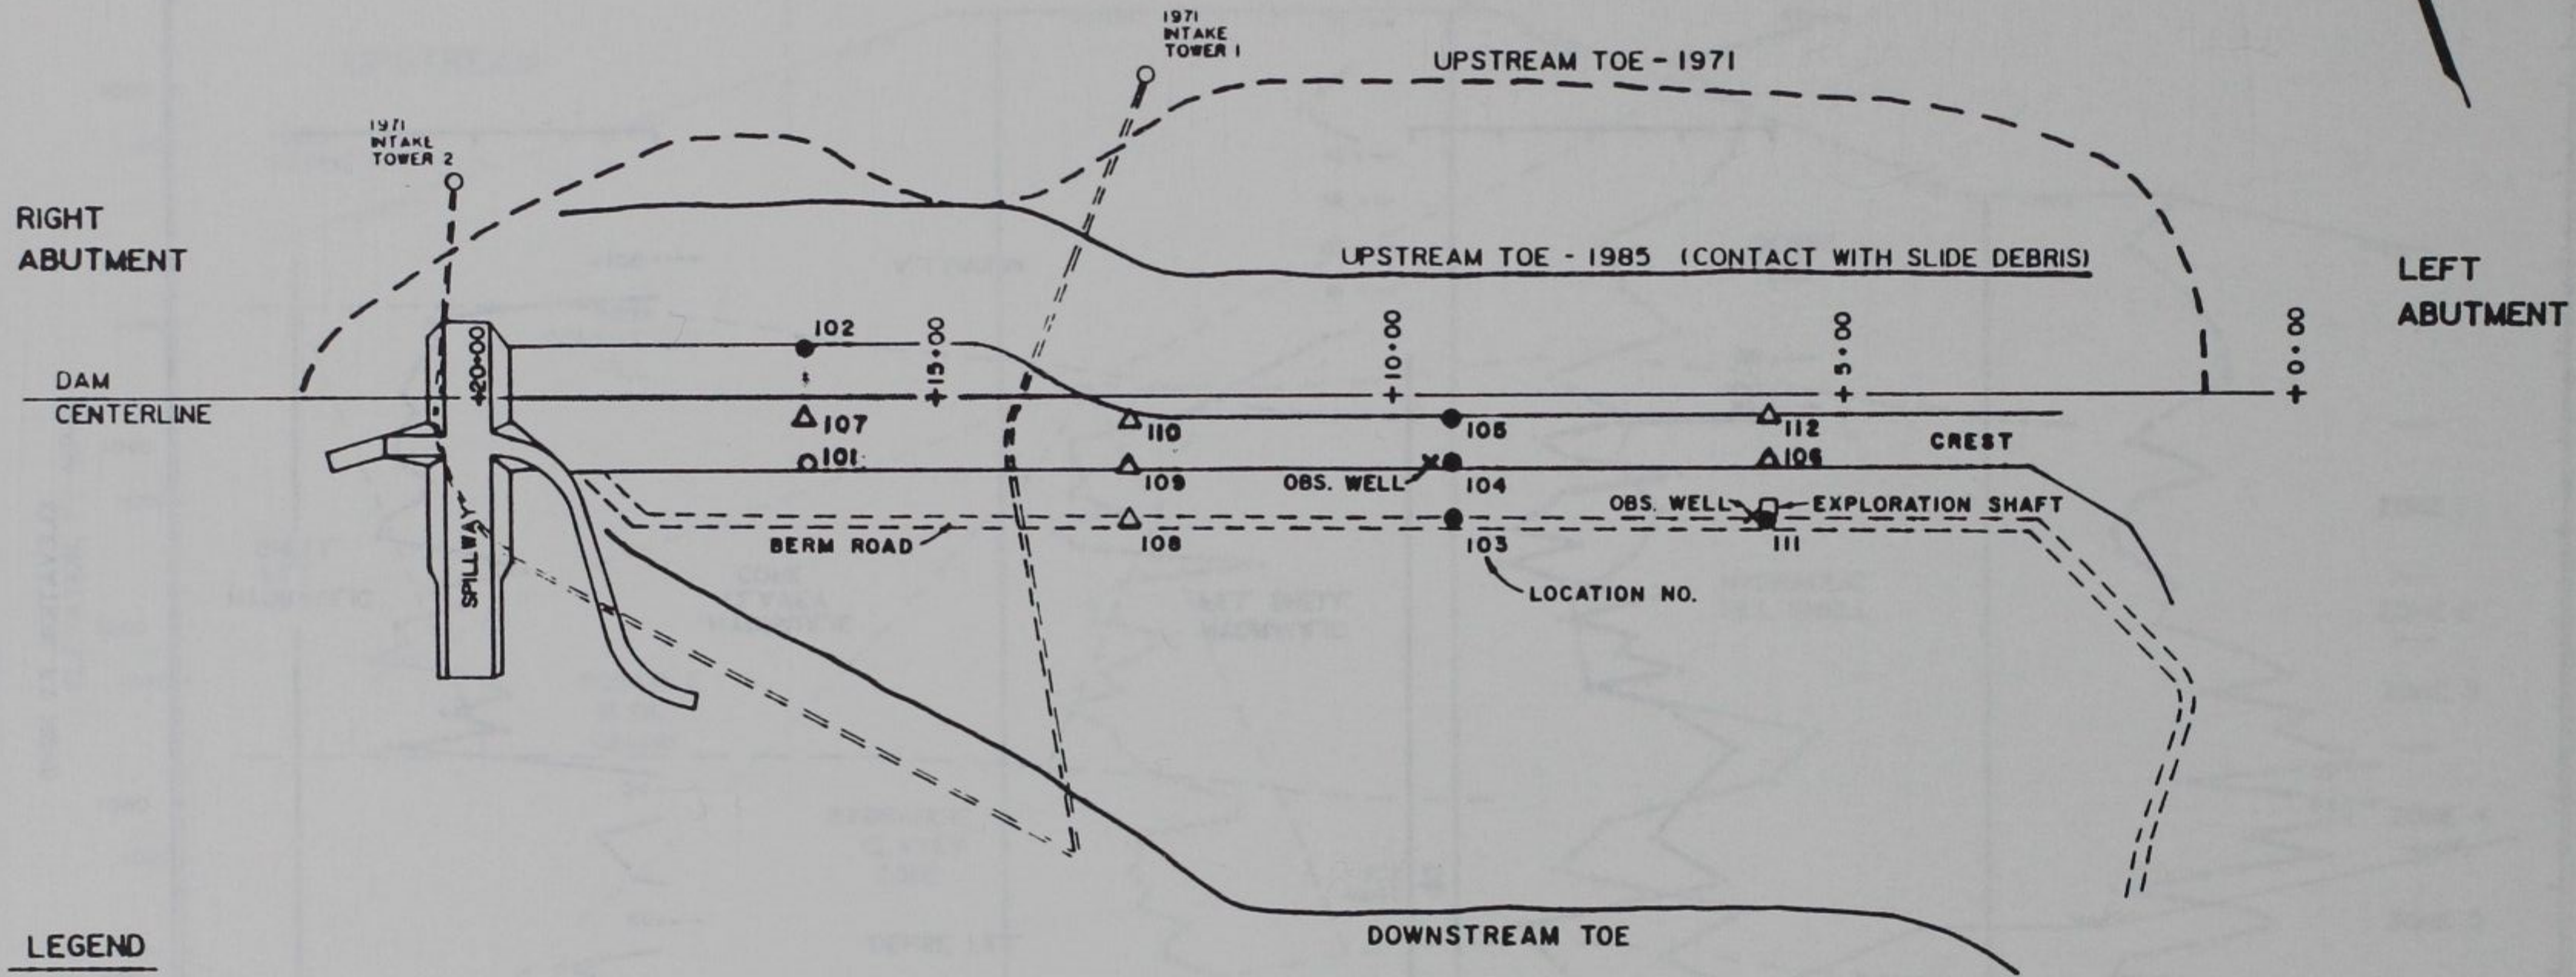 1971
INTAKE
TOWER 1
UPSTREAM TOE - 1971
1971
INTAKE
TOWER 2
RIGHT
ABUTMENT
UPSTREAM TOE - 1985 (CONTACT WITH SLIDE DEBRIS)
LEFT
ABUTMENT
20+00
15+00
10+00
5+00
0+00
102
DAM
CENTERLINE
107
110
105
112
CREST
101
106
109
OBS. WELL
104
OBS. WELL
EXPLORATION SHAFT
BERM ROAD
108
103
111
SPILLWAY
LOCATION NO.
DOWNSTREAM TOE
LEGEND